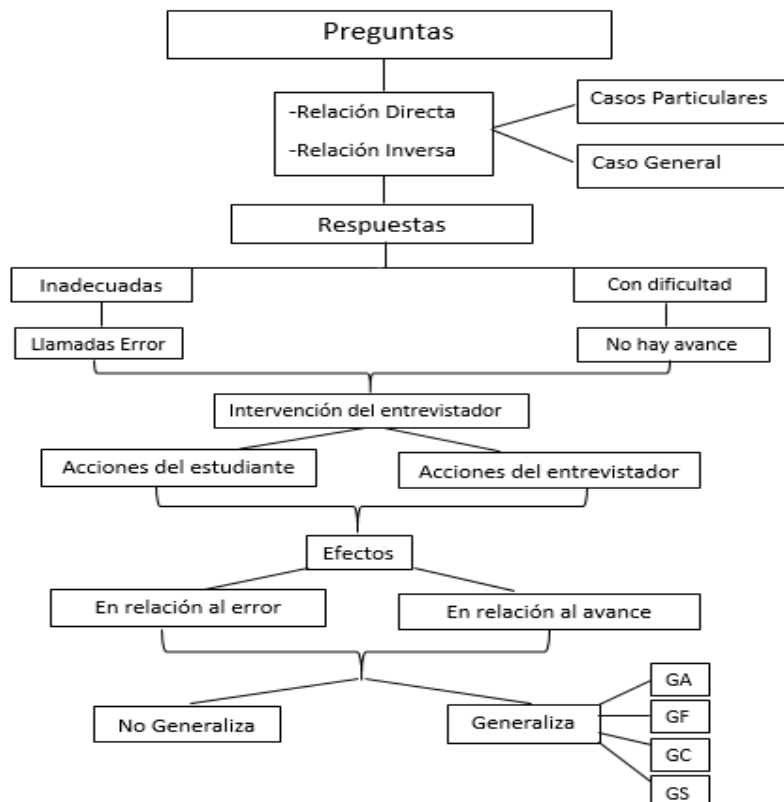 Preguntas
-Relación Directa
-Relación Inversa
Casos Particulares
Caso General
Respuestas
Inadecuadas
Con dificultad
Llamadas Error
No hay avance
Intervención del entrevistador
Acciones del estudiante
Acciones del entrevistador
Efectos
En relación al error
En relación al avance
No Generaliza
Generaliza
GA
GF
GC
GS